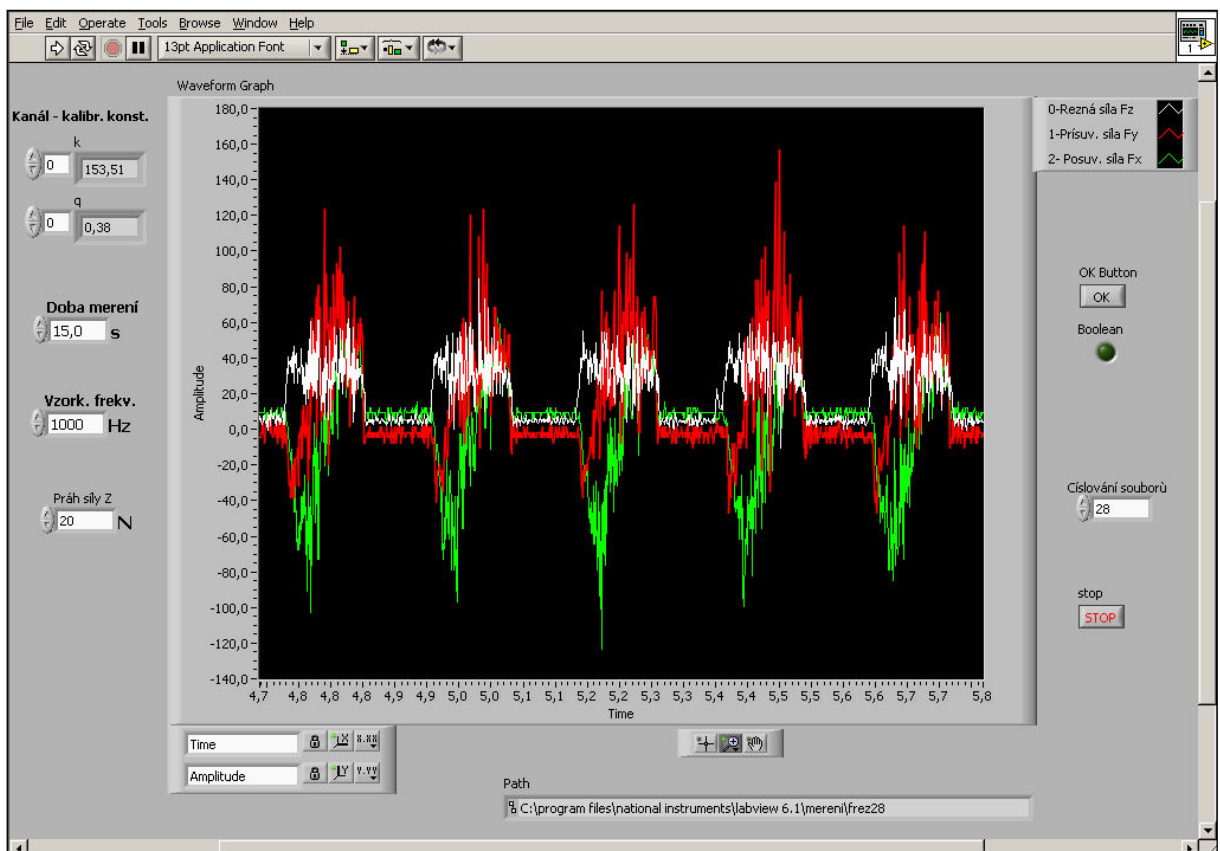 File Edit Operate Tools Browse Window Help
13pt Application Font
1
Waveform Graph
Kanál - kalibr. konst.
k
0 153,51
q
0 0,38
Doba merení
15,0 s
Vzork. frekv.
1000 Hz
Práh síly Z
20 N
Amplitude
180,0
160,0
140,0
120,0
100,0
80,0
60,0
40,0
20,0
0,0
-20,0
-40,0
-60,0
-80,0
-100,0
-120,0
-140,0
4,7 4,8 4,8 4,8 4,9 4,9 5,0 5,0 5,1 5,1 5,2 5,2 5,3 5,3 5,4 5,4 5,5 5,5 5,6 5,6 5,7 5,7 5,8
Time
0-Rezná síla Fz
1-Prísuv. síla Fy
2- Posuv. síla Fx
OK Button
OK
Boolean
Císlování souborù
28
stop
STOP
Time X.XX
Amplitude Y.YY
Path
C:\program files\national instruments\labview 6.1\mereni\frez28